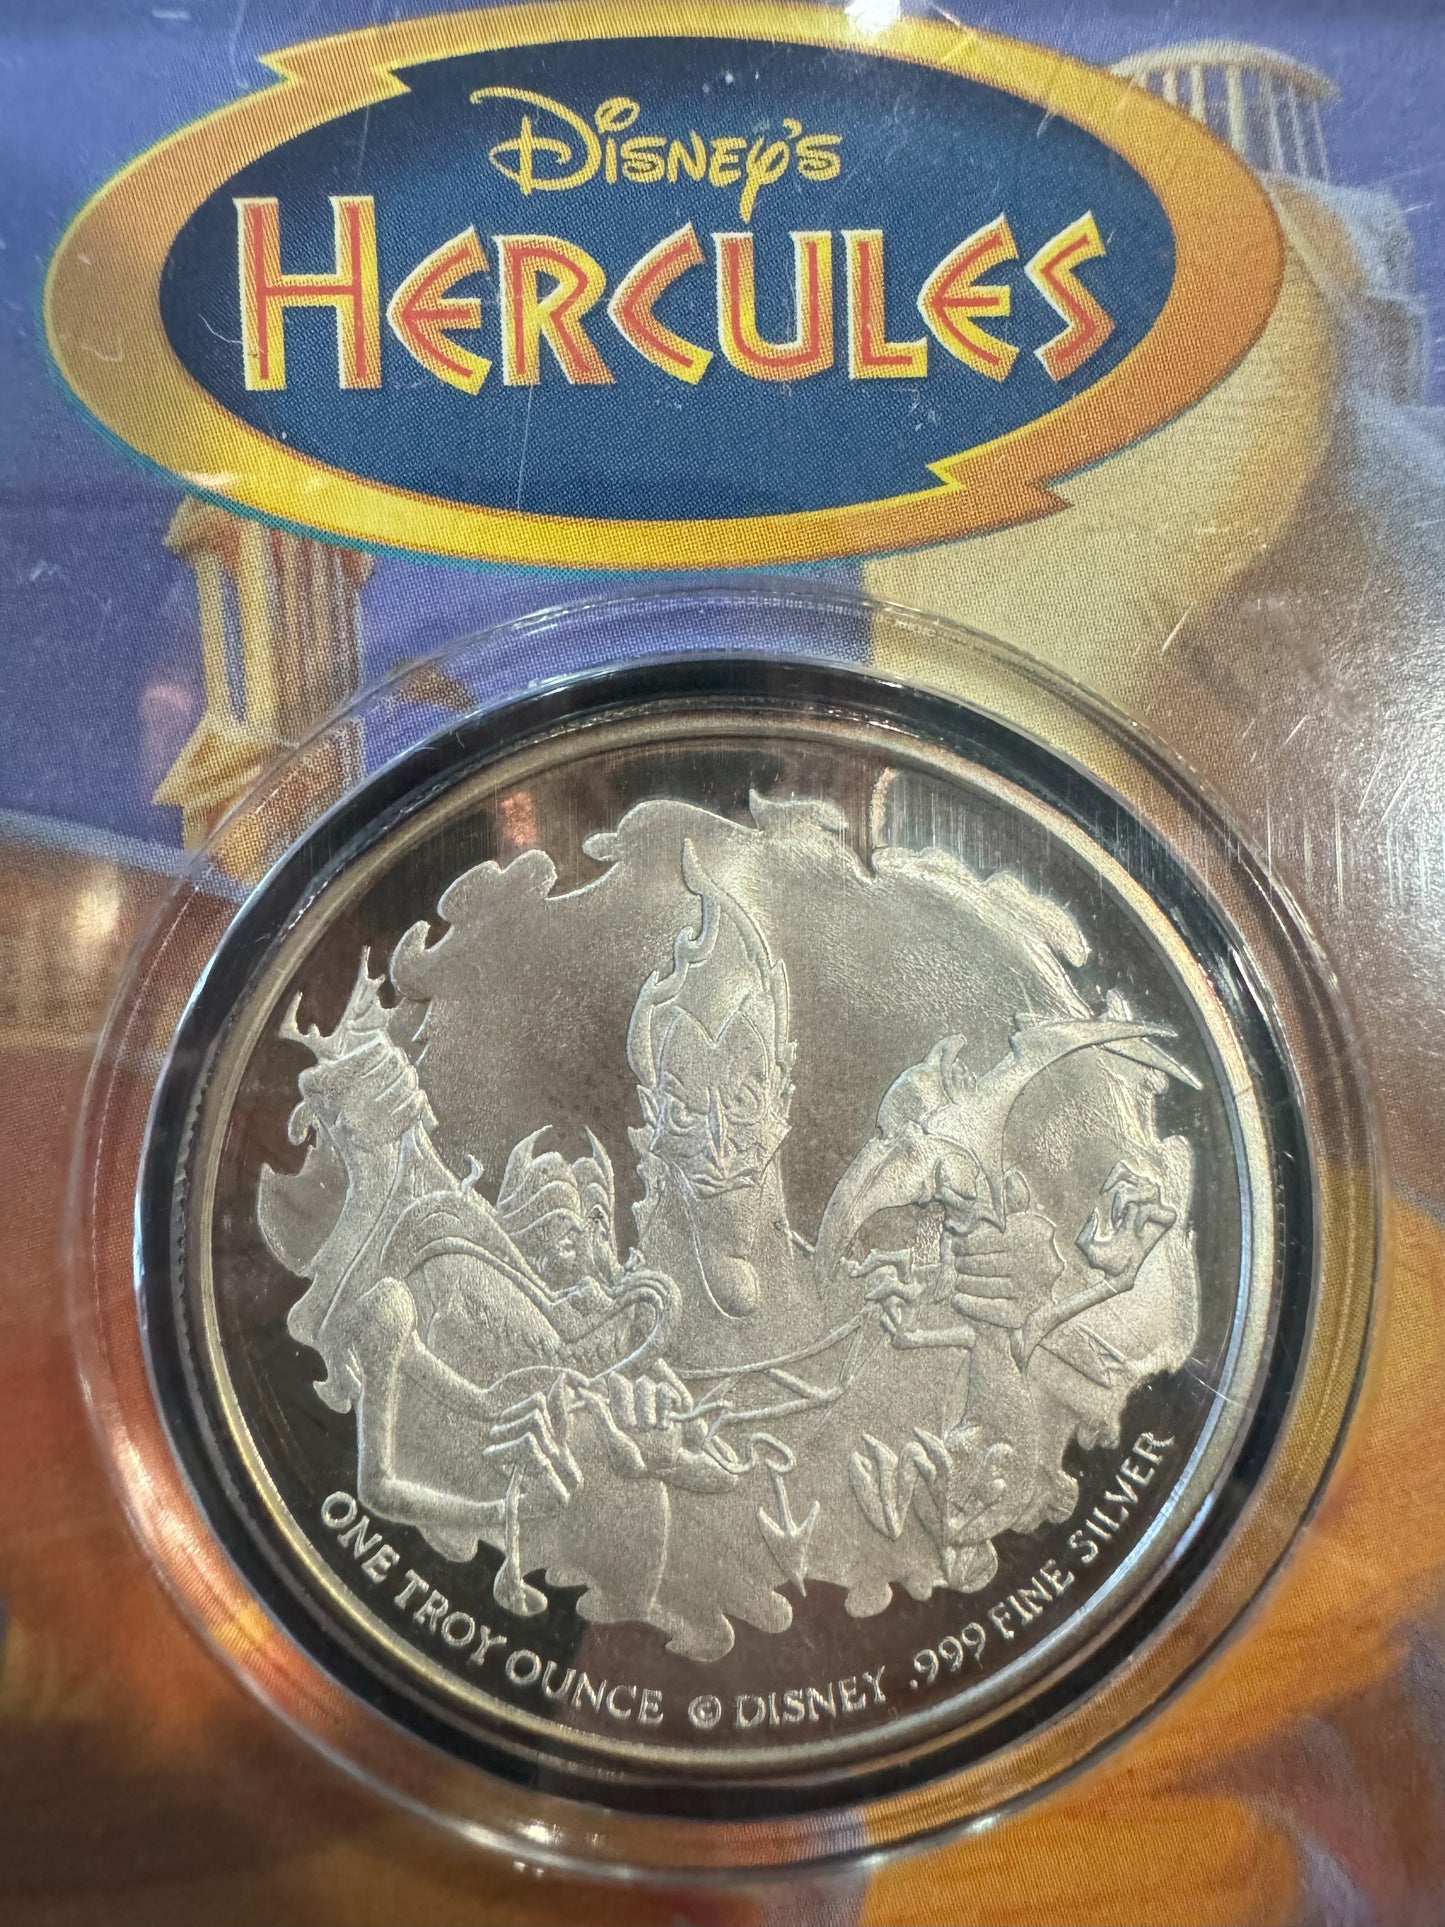 DISNEY'S
HERCULES
ONE TROY OUNCE © DISNEY .999 FINE SILVER